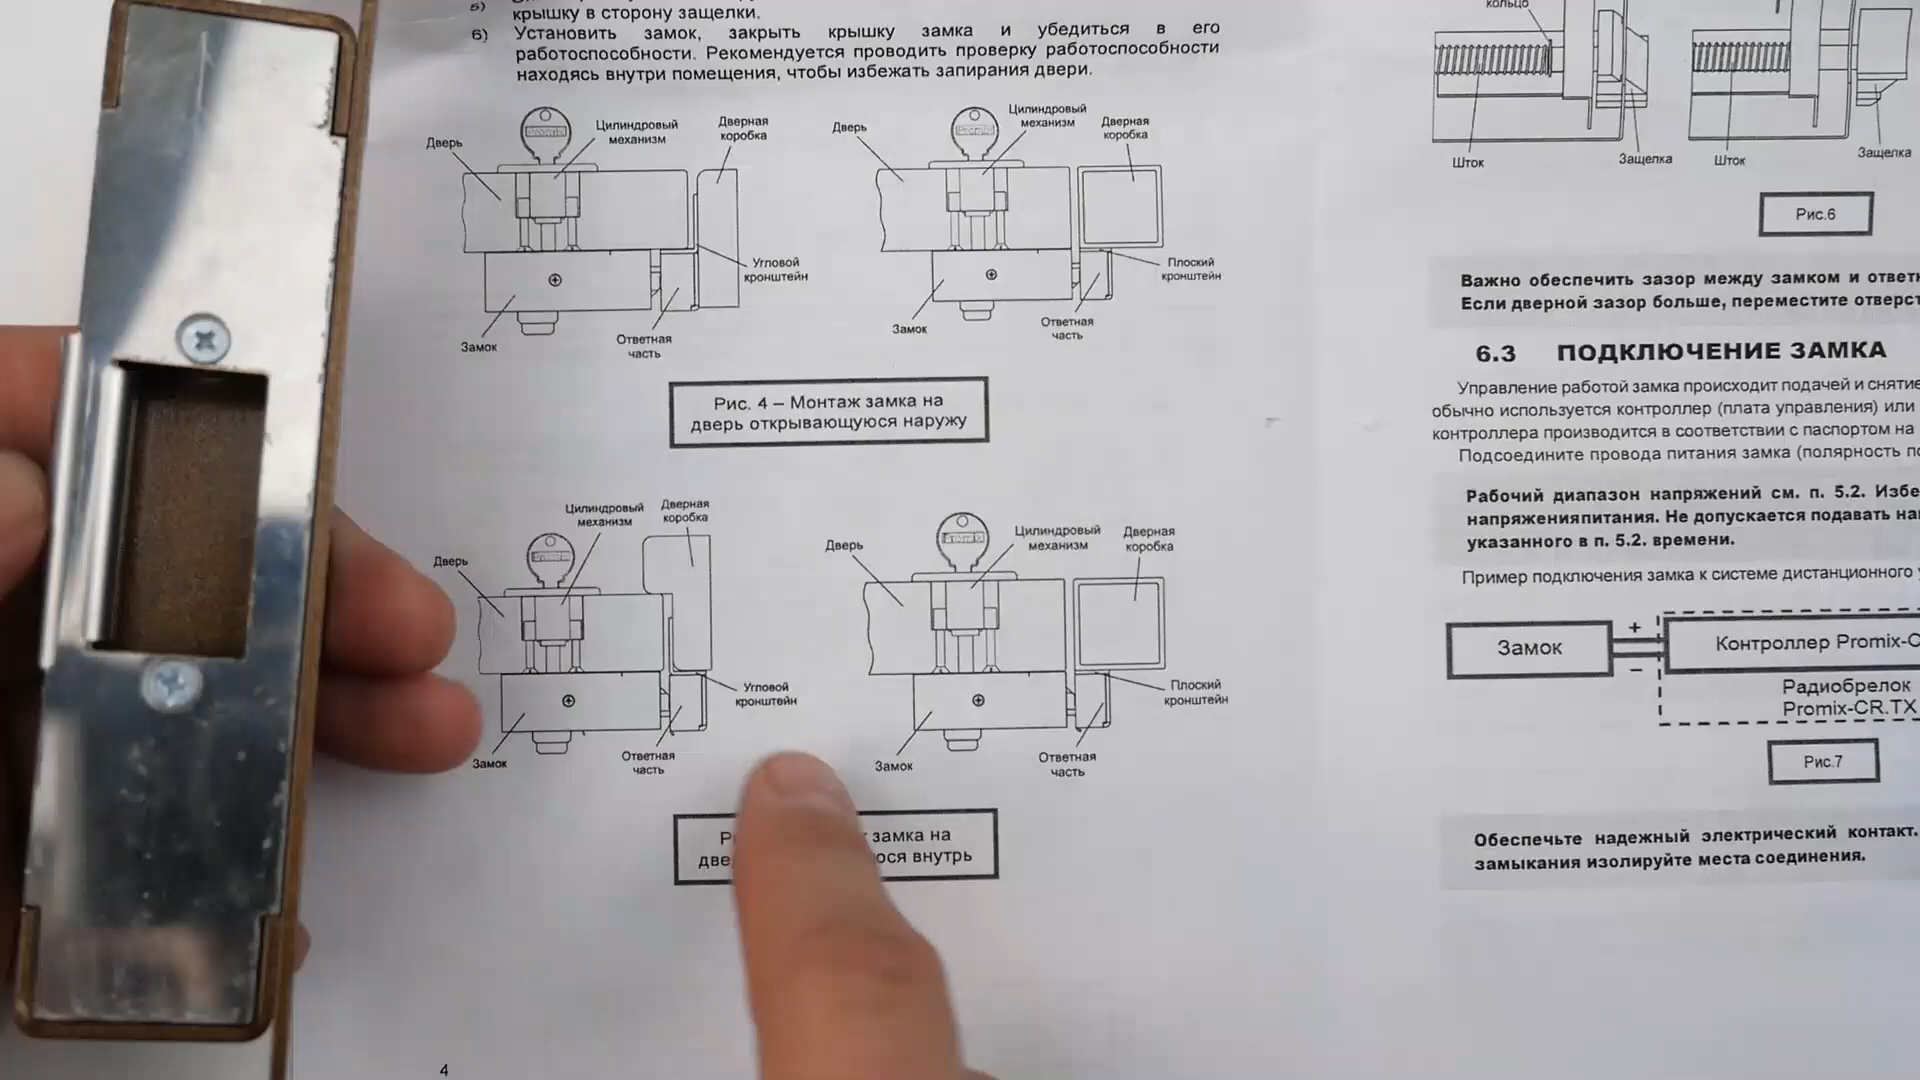 5)
крышку в сторону защелки.
6) Установить замок, закрыть крышку замка и убедиться в его
работоспособности. Рекомендуется проводить проверку работоспособности
находясь внутри помещения, чтобы избежать запирания двери.
Дверь
Цилиндровый
механизм
Дверная
коробка
Угловой
кронштейн
Замок
Ответная
часть
Дверь
Цилиндровый
механизм
Дверная
коробка
Плоский
кронштейн
Замок
Ответная
часть
Рис. 4 – Монтаж замка на
дверь открывающуюся наружу
Дверь
Цилиндровый
механизм
Дверная
коробка
Угловой
кронштейн
Замок
Ответная
часть
Дверь
Цилиндровый
механизм
Дверная
коробка
Плоский
кронштейн
Замок
Ответная
часть
замка на
внутрь
4
кольцо
Шток
Защелка
Шток
Защелка
Рис.6
Важно обеспечить зазор между замком и
Если дверной зазор больше, переместите
6.3 ПОДКЛЮЧЕНИЕ ЗАМКА
Управление работой замка происходит подачей и
обычно используется контроллер (плата управления) или
контроллера производится в соответствии с паспортом на
Подсоедините провода питания замка (полярность
Рабочий диапазон напряжений см. п. 5.2.
напряженияпитания. Не допускается подавать
указанного в п. 5.2. времени.
Пример подключения замка к системе дистанционного
Замок
+
–
Контроллер
Радиобрелок
Promix-CR.TX
Рис.7
Обеспечьте надежный электрический контакт.
замыкания изолируйте места соединения.